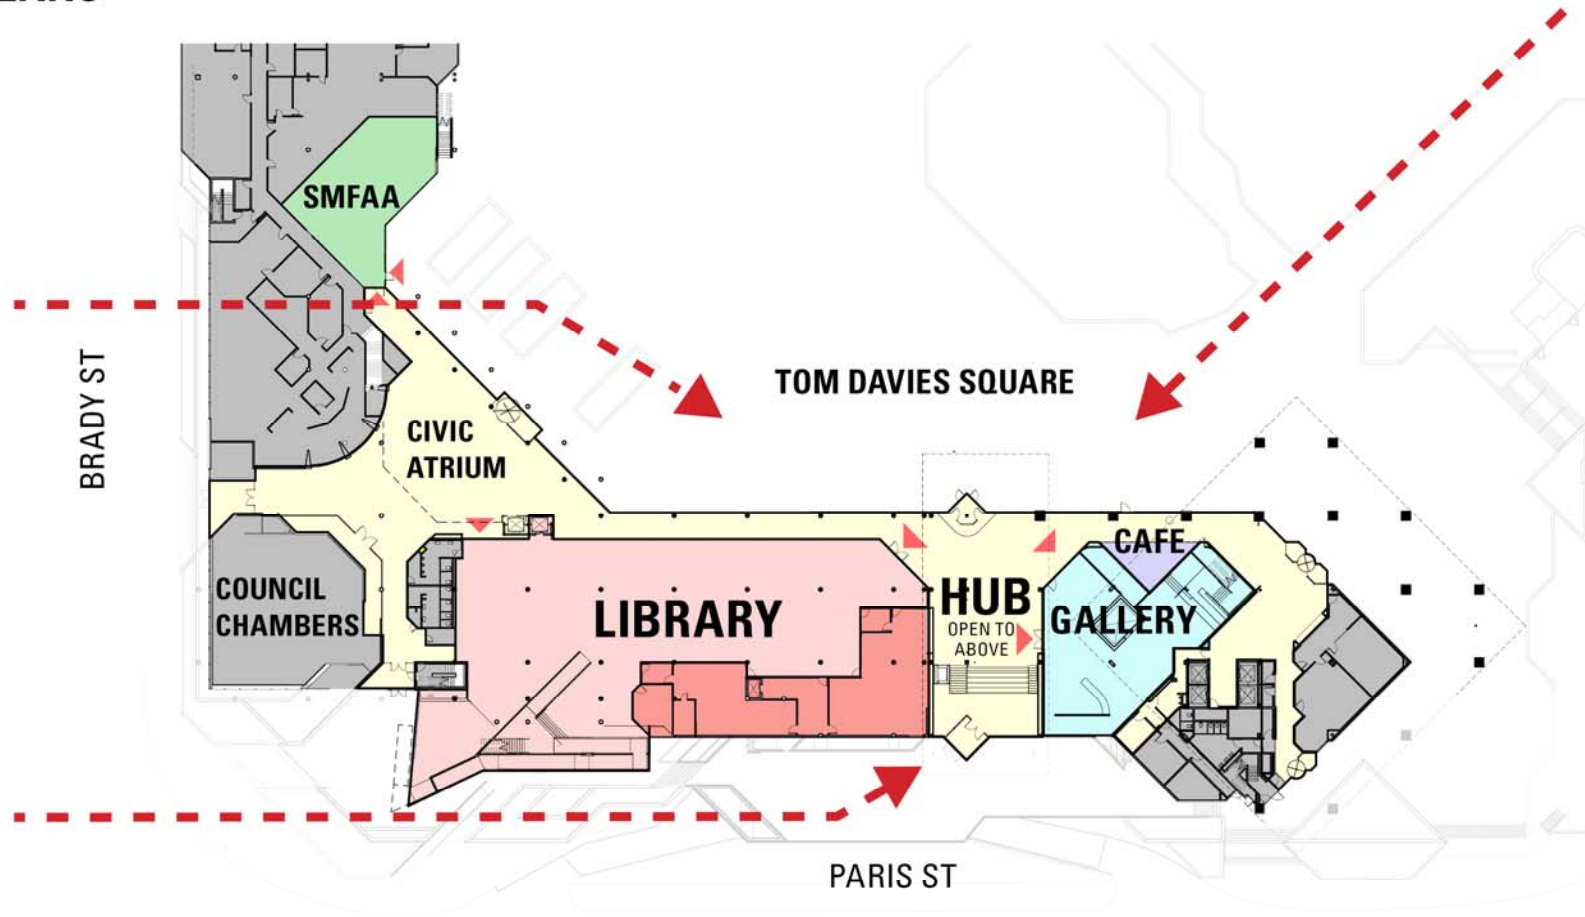 SMFAA
BRADY ST
TOM DAVIES SQUARE
CIVIC
ATRIUM
CAFE
COUNCIL
CHAMBERS
LIBRARY
HUB
OPEN TO
ABOVE
GALLERY
PARIS ST